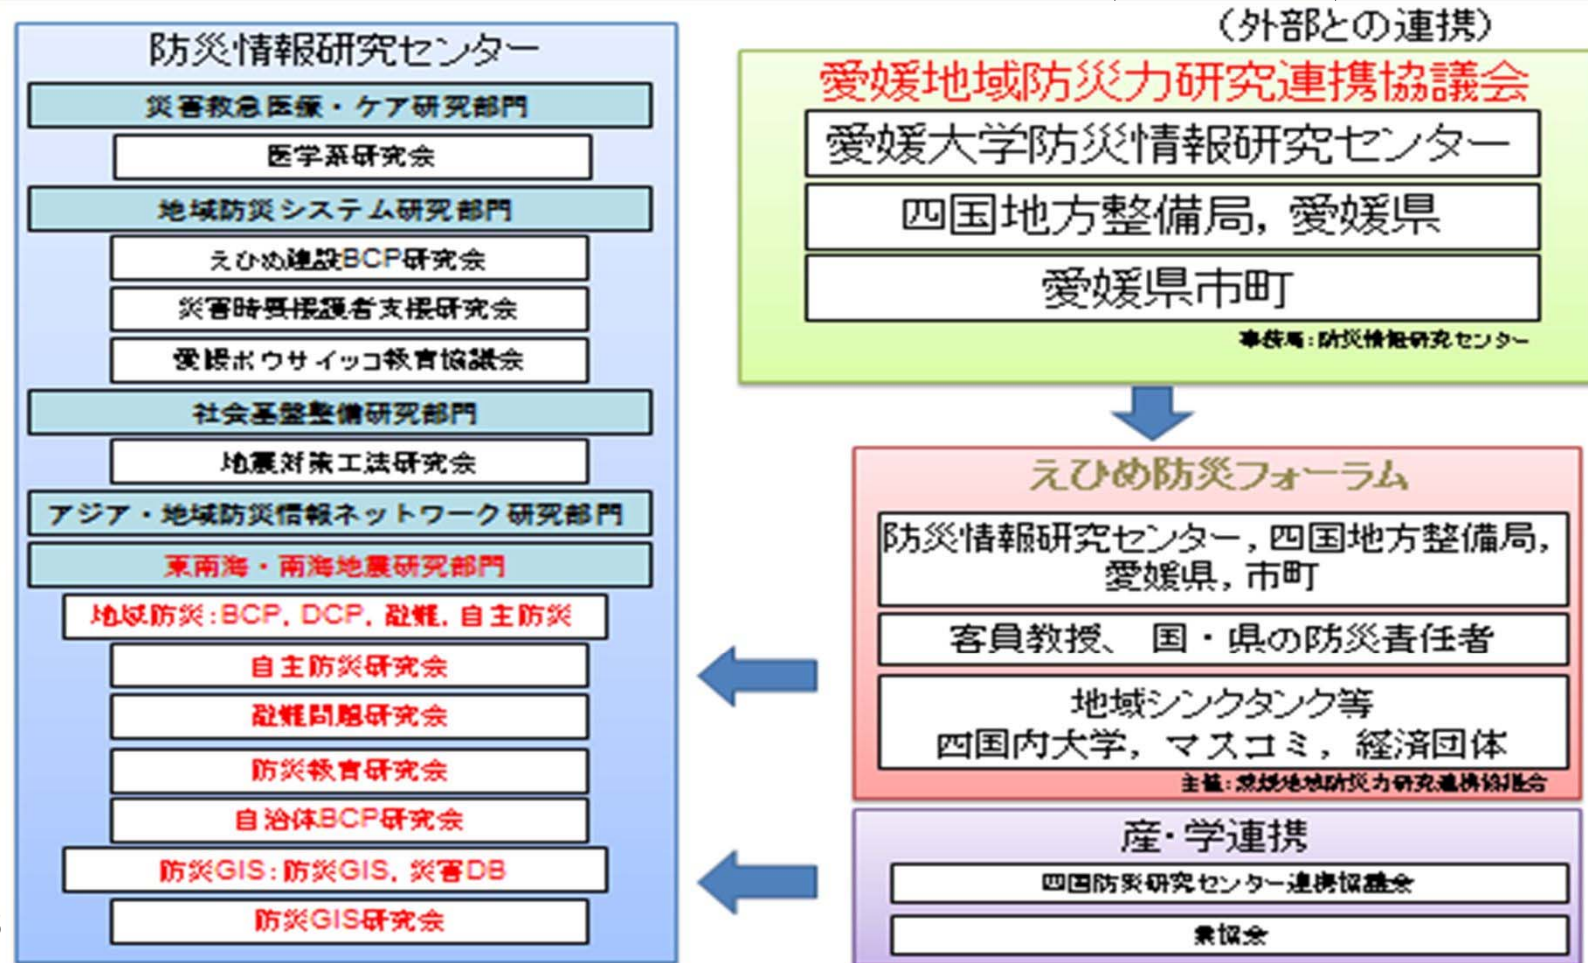 防災情報研究センター
災害救急医療・ケア研究部門
医学系研究会
地域防災システム研究部門
えひめ建設BCP研究会
災害時要援護者支援研究会
愛媛ボウサイッコ教育協議会
社会基盤整備研究部門
地震対策工法研究会
アジア・地域防災情報ネットワーク研究部門
東南海・南海地震研究部門
地域防災:BCP, DCP, 避難, 自主防災
自主防災研究会
避難問題研究会
防災教育研究会
自治体BCP研究会
防災GIS:防災GIS, 災害DB
防災GIS研究会
(外部との連携)
愛媛地域防災力研究連携協議会
愛媛大学防災情報研究センター
四国地方整備局, 愛媛県
愛媛県市町
事務局:防災情報研究センター
えひめ防災フォーラム
防災情報研究センター, 四国地方整備局,
愛媛県, 市町
客員教授、国・県の防災責任者
地域シンクタンク等
四国内大学, マスコミ, 経済団体
主催:愛媛地域防災力研究連携協議会
産・学連携
四国防災研究センター連携協議会
業協会